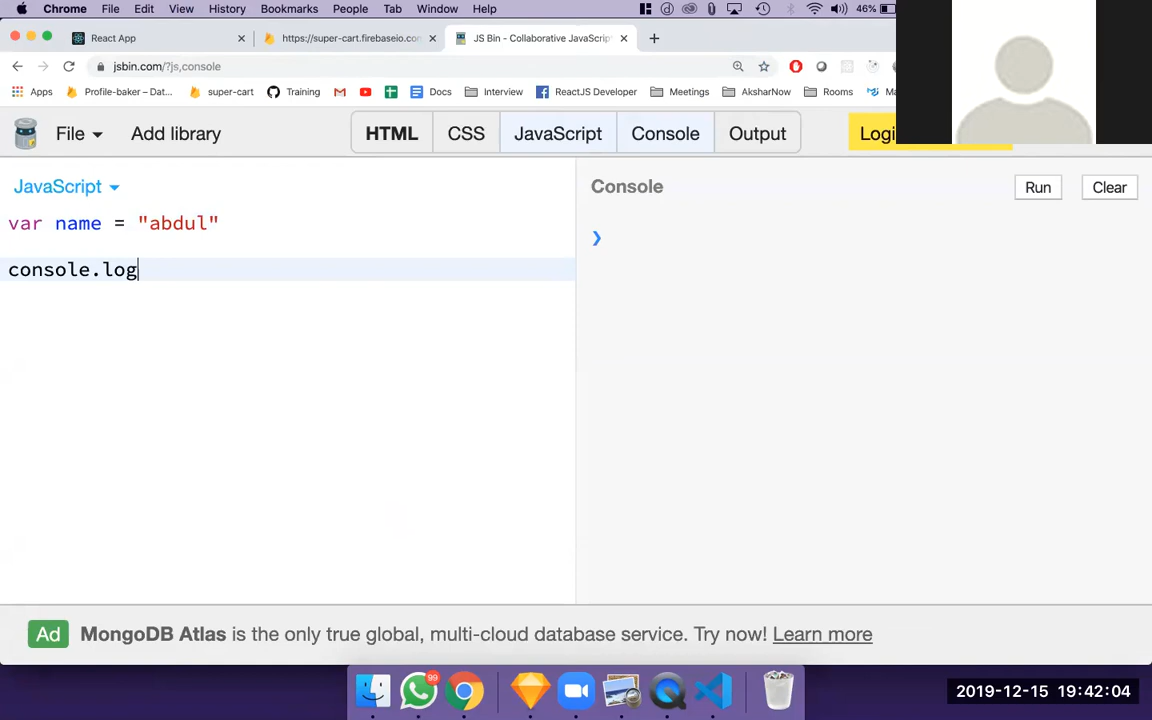 Chrome File Edit View History Bookmarks People Tab Window Help 46%
React App https://super-cart.firebaseio.con JS Bin - Collaborative JavaScrip
jsbin.com/?js,console
Apps Profile-baker – Dat... super-cart Training Docs Interview ReactJS Developer Meetings AksharNow Rooms Ma
File Add library HTML CSS JavaScript Console Output Logi
JavaScript Console Run Clear
var name = "abdul"
console.log
Ad MongoDB Atlas is the only true global, multi-cloud database service. Try now! Learn more
99
2019-12-15 19:42:04